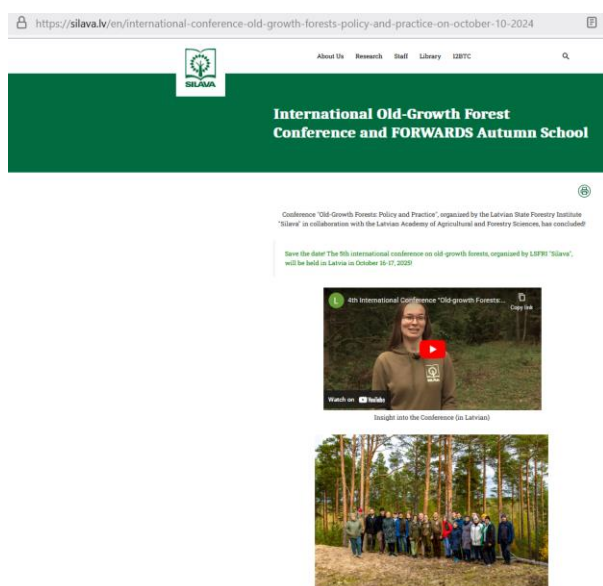 https://silava.lv/en/international-conference-old-growth-forests-policy-and-practice-on-october-10-2024
SILAVA
About Us Research Staff Library I2BTC
International Old-Growth Forest
Conference and FORWARDS Autumn School
Conference "Old-Growth Forests: Policy and Practice", organized by the Latvian State Forestry Institute
"Silava" in collaboration with the Latvian Academy of Agricultural and Forestry Sciences, has concluded!
Save the date! The 5th international conference on old-growth forests, organized by LSFRI "Silava",
will be held in Latvia in October 16-17, 2025!
L 4th International Conference "Old-growth Forests:...
Copy link
SILAVA
Watch on YouTube
Insight into the Conference (in Latvian)